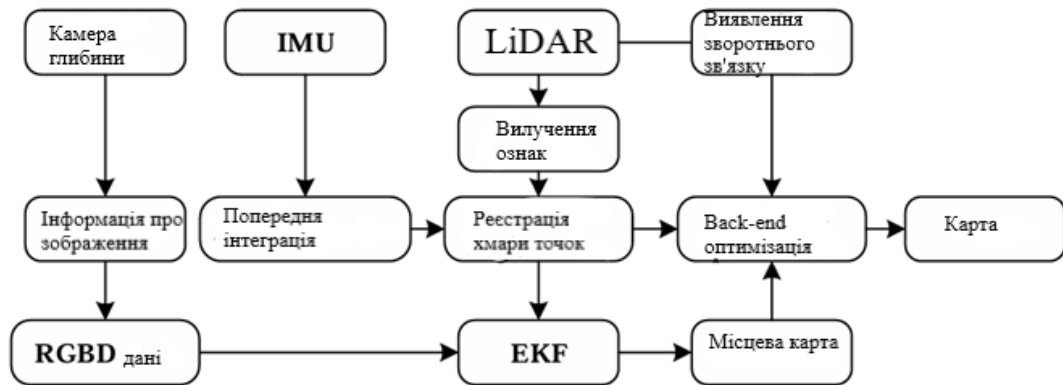 Камера
глибини
IMU
LiDAR
Виявлення
зворотнього
зв'язку
Вилучення
ознак
Інформація про
зображення
Попередня
інтеграція
Реєстрація
хмари точок
Back-end
оптимізація
Карта
RGBD дані
EKF
Місцева карта